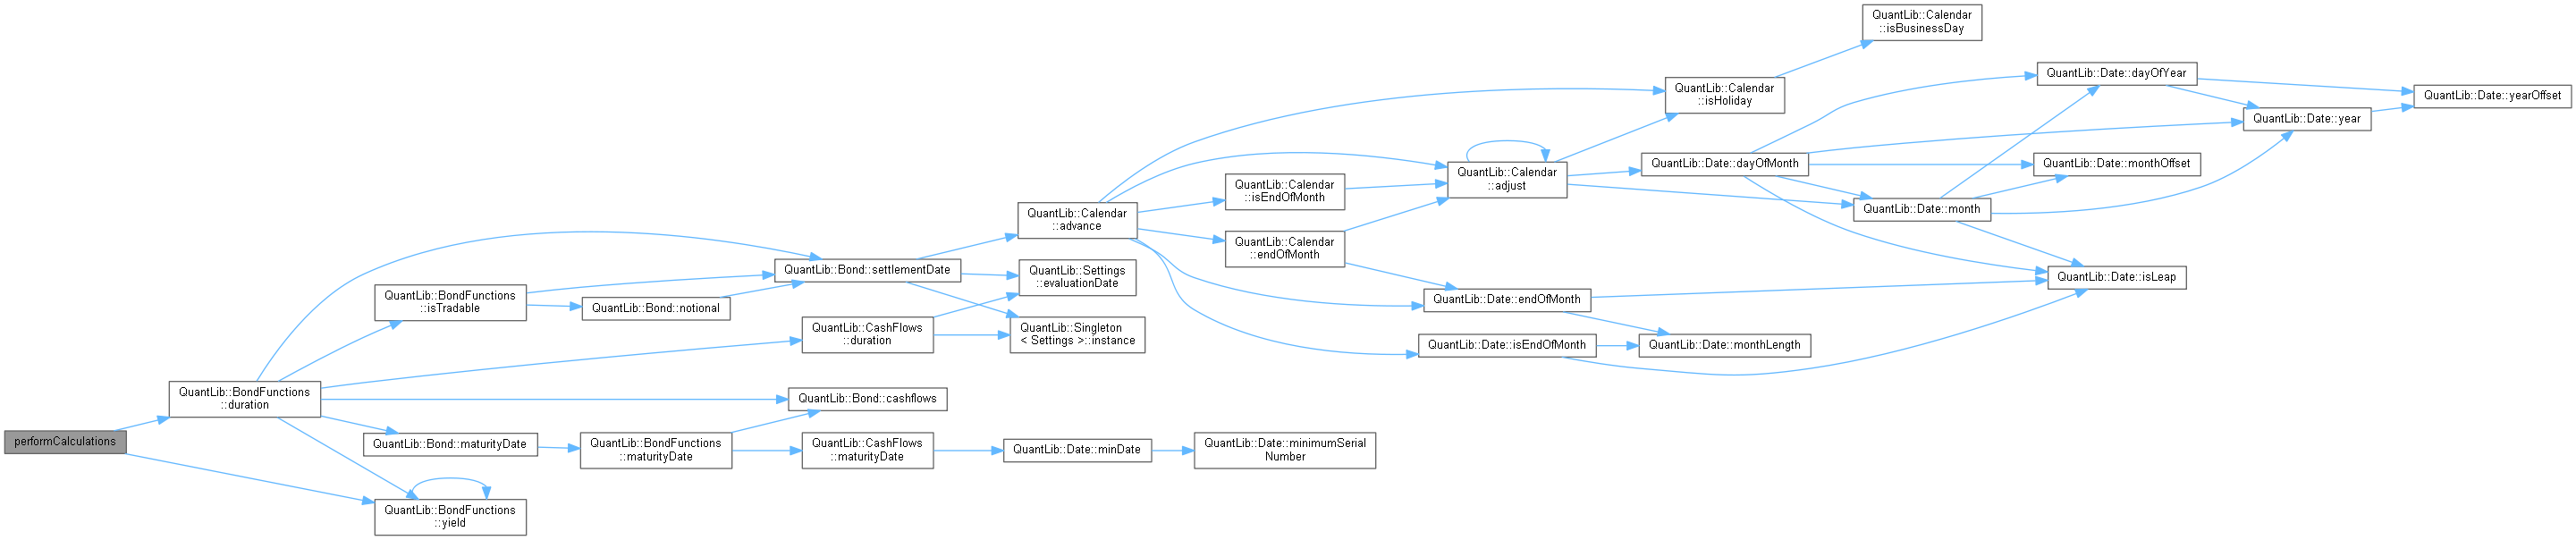 performCalculations
QuantLib::BondFunctions
::duration
QuantLib::BondFunctions
::isTradable
QuantLib::Bond::maturityDate
QuantLib::BondFunctions
::yield
QuantLib::Bond::notional
QuantLib::BondFunctions
::maturityDate
QuantLib::Bond::settlementDate
QuantLib::CashFlows
::duration
QuantLib::Bond::cashflows
QuantLib::CashFlows
::maturityDate
QuantLib::Calendar
::advance
QuantLib::Settings
::evaluationDate
QuantLib::Singleton
< Settings >::instance
QuantLib::Date::minDate
QuantLib::Calendar
::isEndOfMonth
QuantLib::Calendar
::endOfMonth
QuantLib::Date::minimumSerial
Number
QuantLib::Calendar
::adjust
QuantLib::Date::endOfMonth
QuantLib::Date::isEndOfMonth
QuantLib::Calendar
::isHoliday
QuantLib::Date::dayOfMonth
QuantLib::Date::monthLength
QuantLib::Calendar
::isBusinessDay
QuantLib::Date::month
QuantLib::Date::dayOfYear
QuantLib::Date::monthOffset
QuantLib::Date::isLeap
QuantLib::Date::year
QuantLib::Date::yearOffset